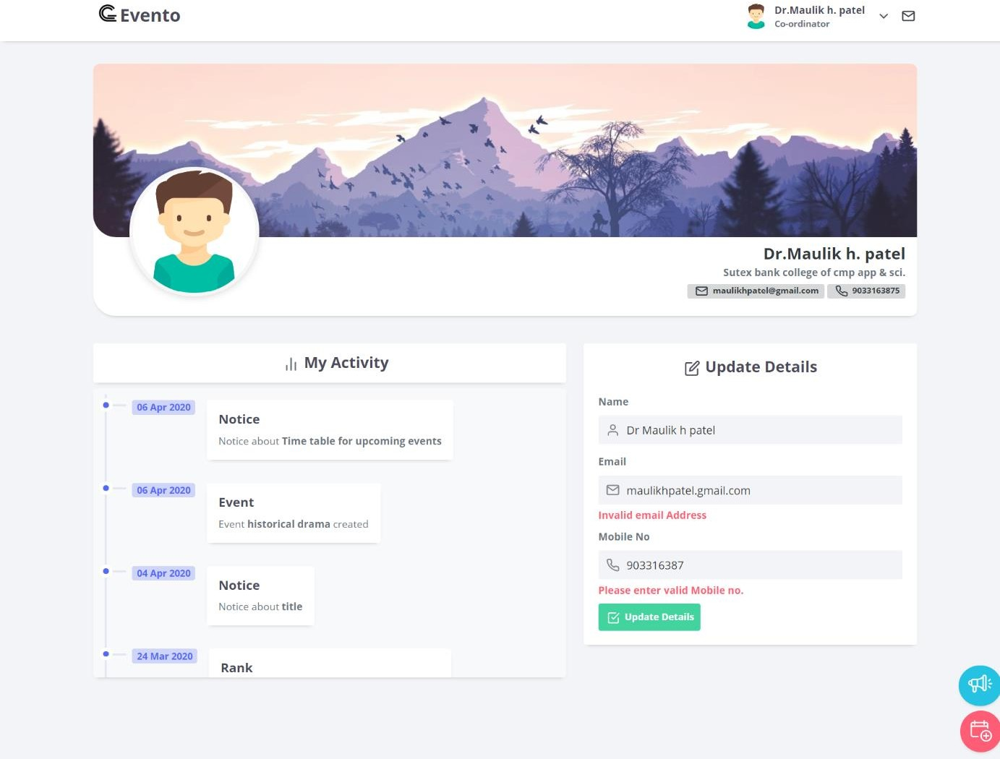 Evento
Dr.Maulik h. patel
Co-ordinator
Dr.Maulik h. patel
Sutex bank college of cmp app & sci.
maulikhpatel@gmail.com 9033163875
My Activity
06 Apr 2020
Notice
Notice about Time table for upcoming events
06 Apr 2020
Event
Event historical drama created
04 Apr 2020
Notice
Notice about title
24 Mar 2020
Rank
Update Details
Name
Dr Maulik h patel
Email
maulikhpatel.gmail.com
Invalid email Address
Mobile No
903316387
Please enter valid Mobile no.
Update Details